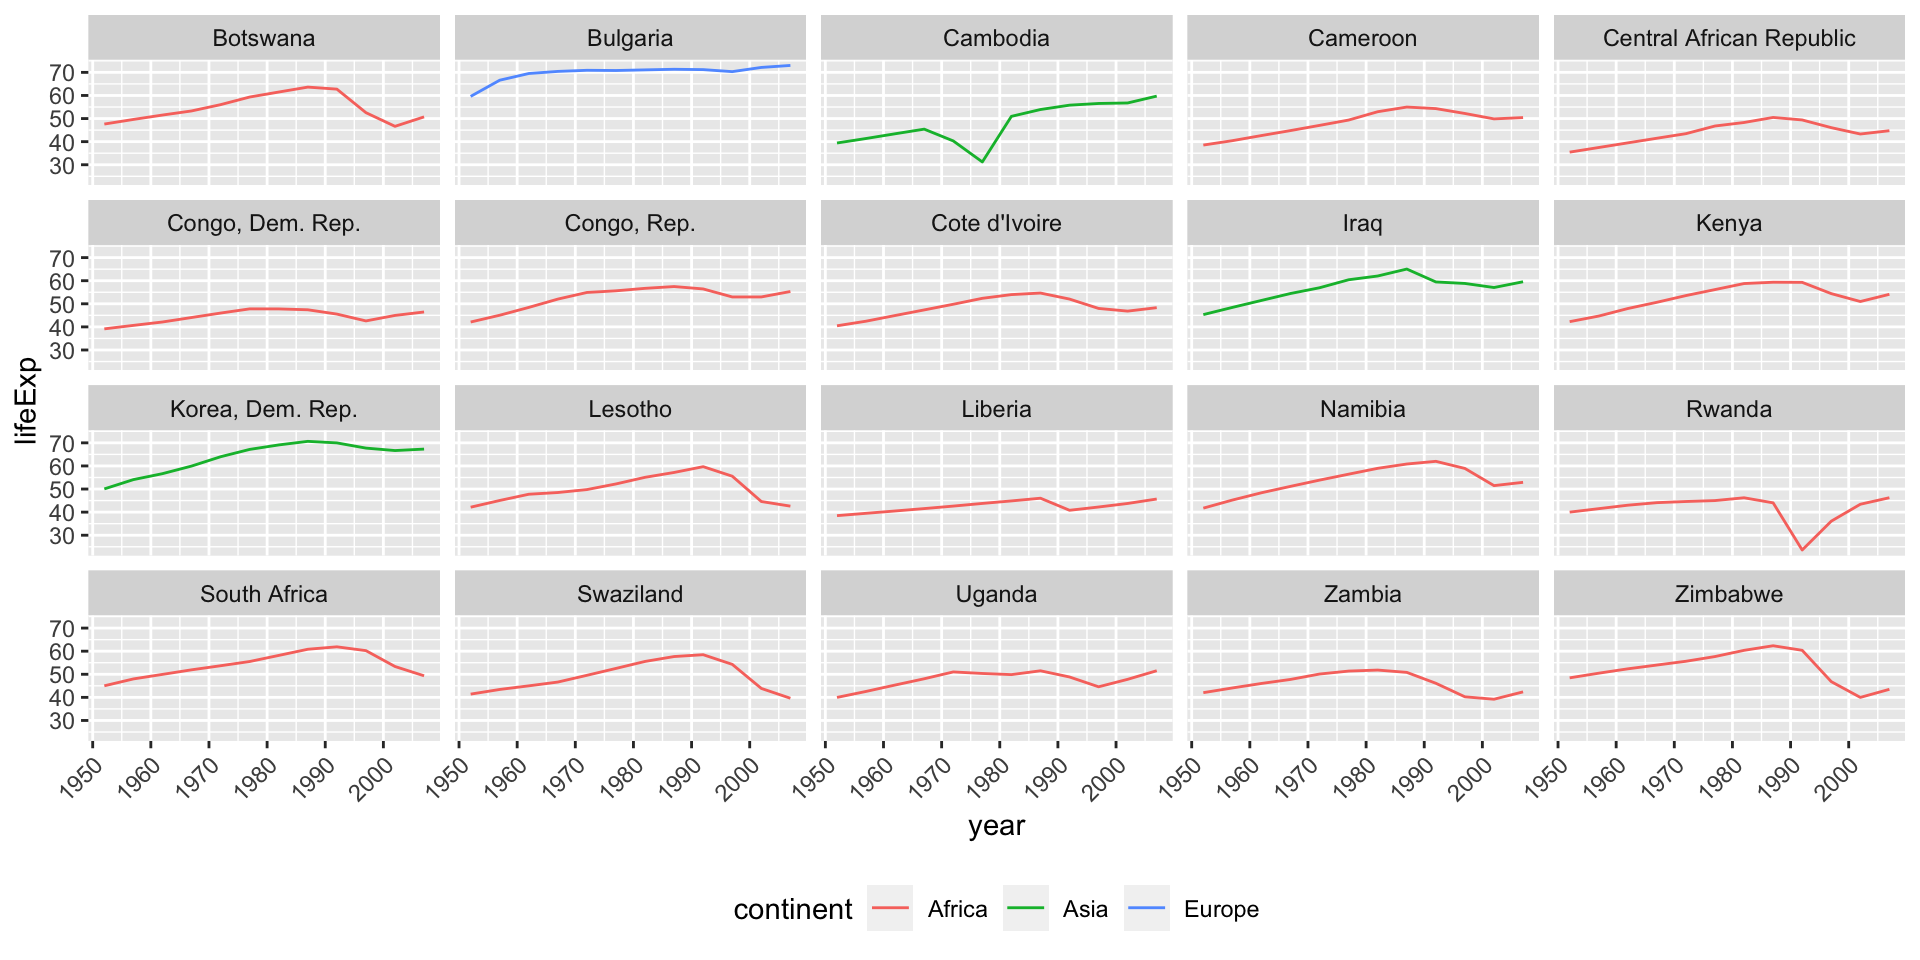 Botswana Bulgaria Cambodia Cameroon Central African Republic
70
60
50
40
30
Congo, Dem. Rep. Congo, Rep. Cote d'Ivoire Iraq Kenya
70
60
50
40
30
lifeExp
Korea, Dem. Rep. Lesotho Liberia Namibia Rwanda
70
60
50
40
30
South Africa Swaziland Uganda Zambia Zimbabwe
70
60
50
40
30
1950 1960 1970 1980 1990 2000 1950 1960 1970 1980 1990 2000 1950 1960 1970 1980 1990 2000 1950 1960 1970 1980 1990 2000 1950 1960 1970 1980 1990 2000
year
continent Africa Asia Europe